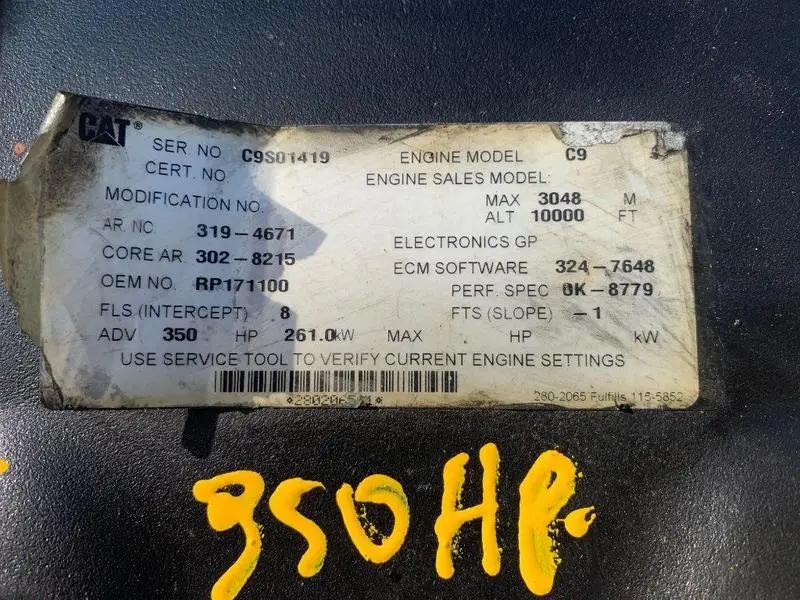 CAT®
SER. NO C9S01419 ENGINE MODEL C9
CERT. NO. ENGINE SALES MODEL:
MODIFICATION NO. MAX 3048 M
ALT 10000 FT
AR. NO. 319-4671
ELECTRONICS GP
CORE AR. 302-8215 ECM SOFTWARE 324-7648
OEM NO. RP171100 PERF. SPEC 0K-8779
FLS (INTERCEPT) 8 FTS (SLOPE) -1
ADV 350 HP 261.0kW MAX HP kW
USE SERVICE TOOL TO VERIFY CURRENT ENGINE SETTINGS
280-2065 Fulfills 115-5852
350HP.